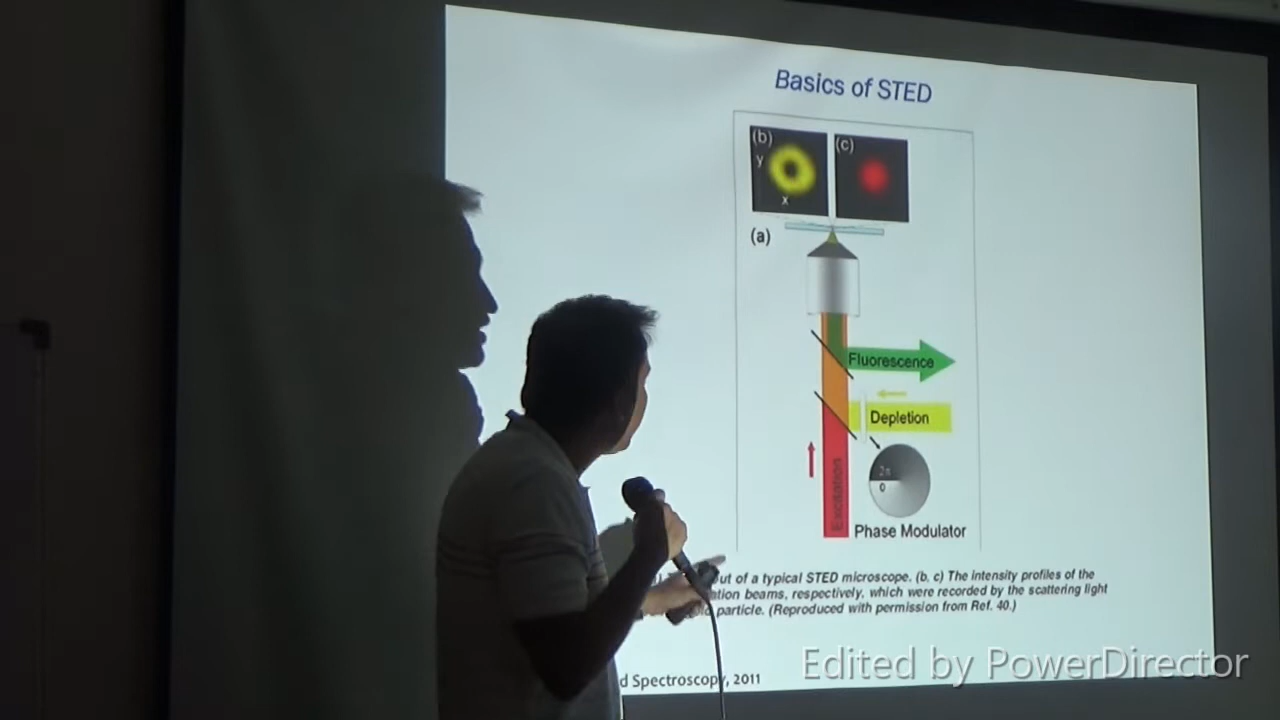 Basics of STED
(b)
(c)
y
x
(a)
Fluorescence
Depletion
2π
0
Excitation
Phase Modulator
out of a typical STED microscope. (b, c) The intensity profiles of the
ation beams, respectively, which were recorded by the scattering light
particle. (Reproduced with permission from Ref. 40.)
d Spectroscopy, 2011
Edited by PowerDirector